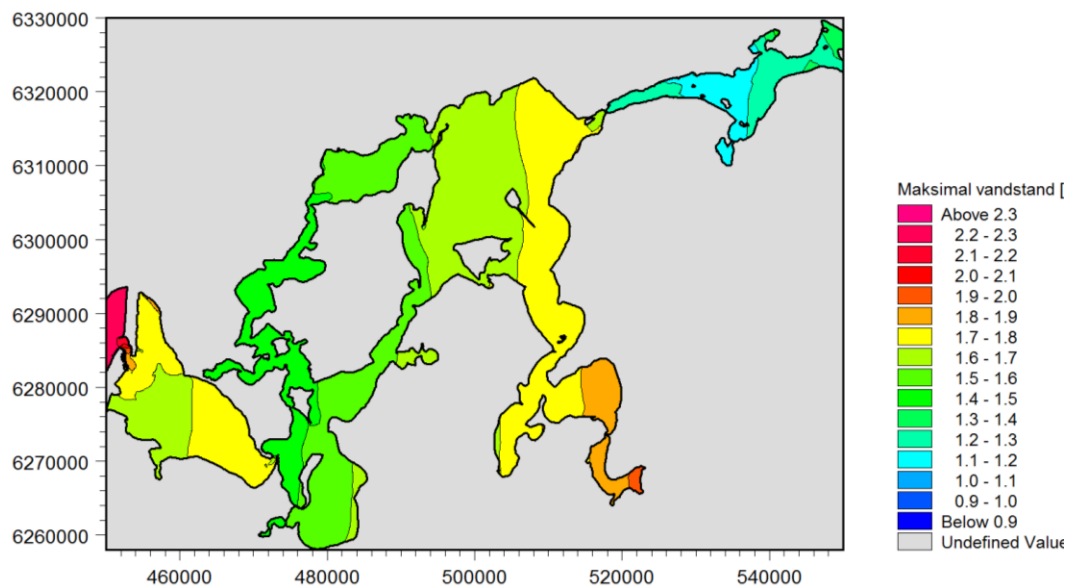 6330000
6320000
6310000
6300000
6290000
6280000
6270000
6260000
460000 480000 500000 520000 540000
Maksimal vandstand [
Above 2.3
2.2 - 2.3
2.1 - 2.2
2.0 - 2.1
1.9 - 2.0
1.8 - 1.9
1.7 - 1.8
1.6 - 1.7
1.5 - 1.6
1.4 - 1.5
1.3 - 1.4
1.2 - 1.3
1.1 - 1.2
1.0 - 1.1
0.9 - 1.0
Below 0.9
Undefined Value